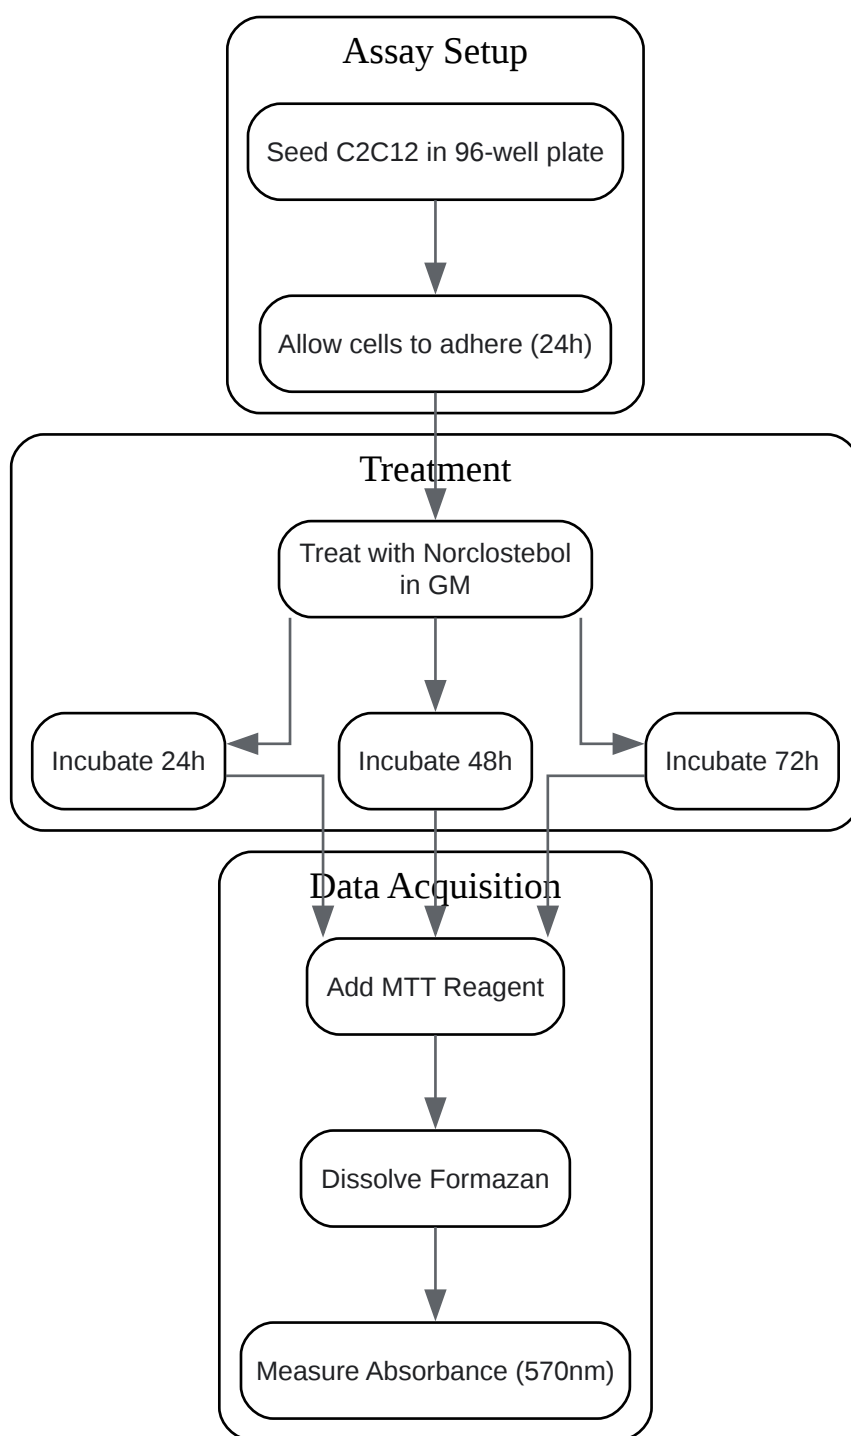 Assay Setup
Seed C2C12 in 96-well plate
Allow cells to adhere (24h)
Treatment
Treat with Norclostebol
in GM
Incubate 24h
Incubate 48h
Incubate 72h
Data Acquisition
Add MTT Reagent
Dissolve Formazan
Measure Absorbance (570nm)